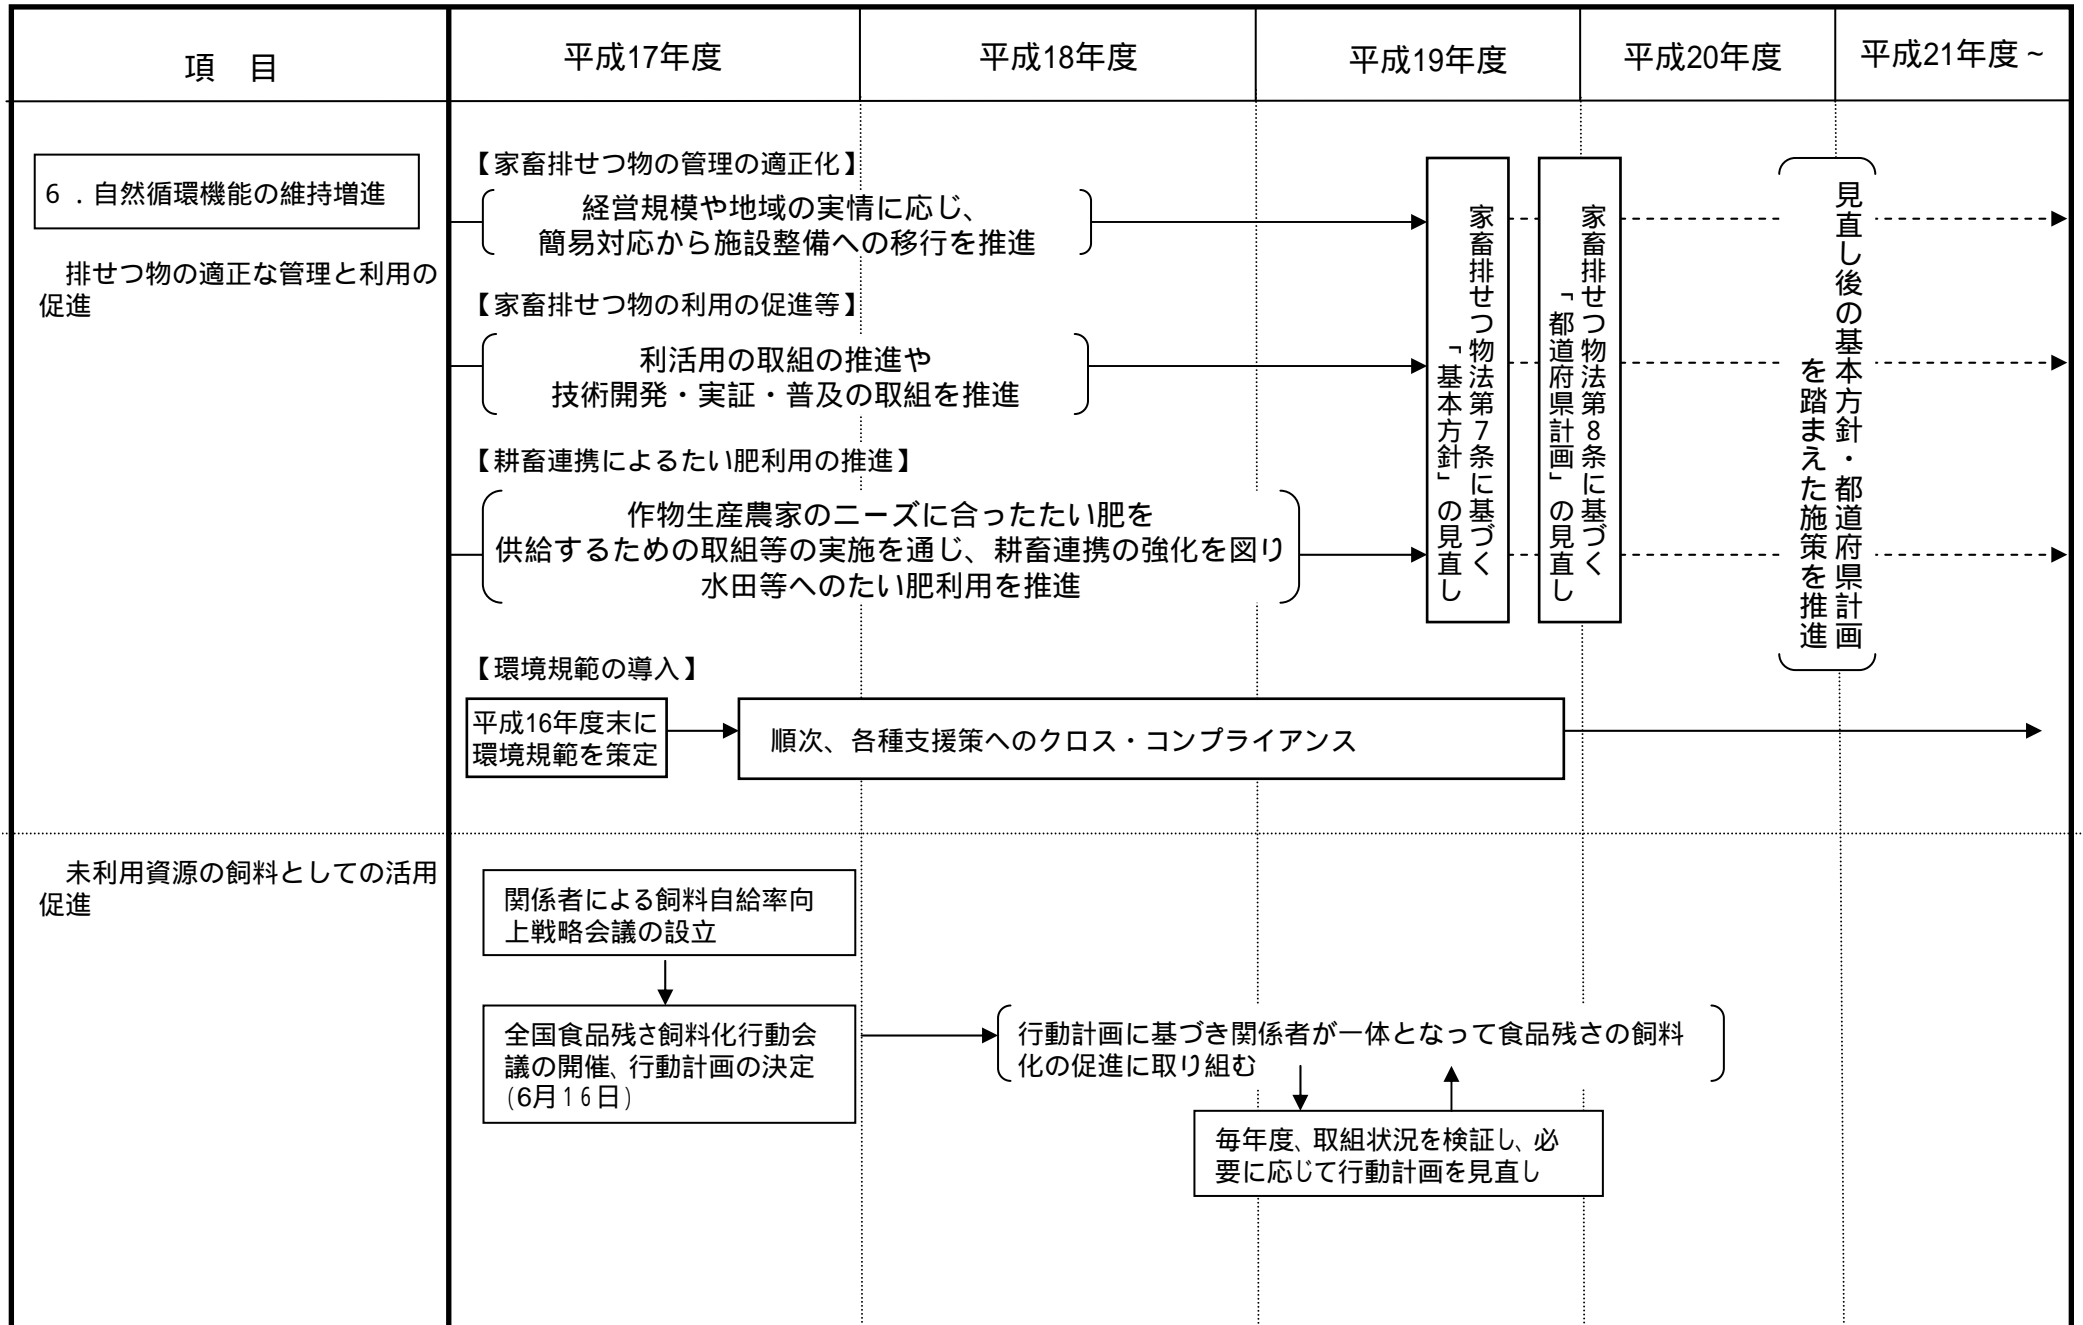 項　目
平成17年度
平成18年度
平成19年度
平成20年度
平成21年度~
６．自然循環機能の維持増進
排せつ物の適正な管理と利用の
促進
【家畜排せつ物の管理の適正化】
経営規模や地域の実情に応じ、
簡易対応から施設整備への移行を推進
【家畜排せつ物の利用の促進等】
利活用の取組の推進や
技術開発・実証・普及の取組を推進
【耕畜連携によるたい肥利用の推進】
作物生産農家のニーズに合ったたい肥を
供給するための取組等の実施を通じ、耕畜連携の強化を図り
水田等へのたい肥利用を推進
家畜排せつ物法第７条に基づく
「基本方針」の見直し
家畜排せつ物法第８条に基づく
「都道府県計画」の見直し
見直し後の基本方針・都道府県計画
を踏まえた施策を推進
【環境規範の導入】
平成16年度末に
環境規範を策定
順次、各種支援策へのクロス・コンプライアンス
未利用資源の飼料としての活用
促進
関係者による飼料自給率向
上戦略会議の設立
全国食品残さ飼料化行動会
議の開催、行動計画の決定
(6月１６日)
行動計画に基づき関係者が一体となって食品残さの飼料
化の促進に取り組む
毎年度、取組状況を検証し、必
要に応じて行動計画を見直し